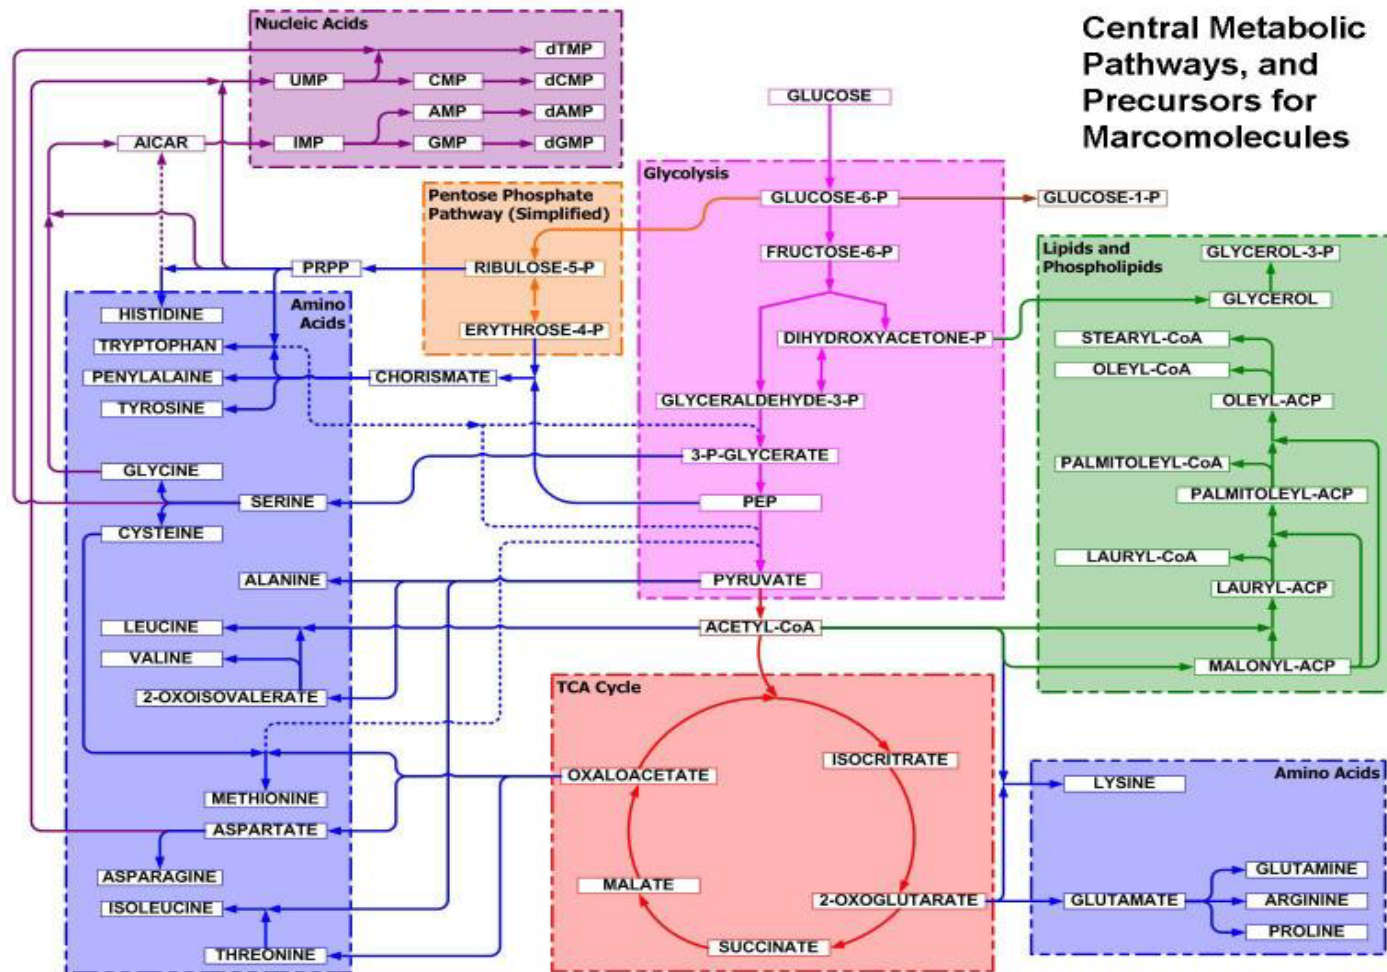 Central Metabolic
Pathways, and
Precursors for
Marcomolecules
Nucleic Acids
dTMP
UMP
CMP
dCMP
AMP
dAMP
AICAR
IMP
GMP
dGMP
GLUCOSE
Pentose Phosphate
Pathway (Simplified)
PRPP
RIBULOSE-5-P
ERYTHROSE-4-P
CHORISMATE
Glycolysis
GLUCOSE-6-P
GLUCOSE-1-P
FRUCTOSE-6-P
DIHYDROXYACETONE-P
GLYCERALDEHYDE-3-P
3-P-GLYCERATE
PEP
PYRUVATE
ACETYL-CoA
Lipids and
Phospholipids
GLYCEROL-3-P
GLYCEROL
STEARYL-CoA
OLEYL-CoA
OLEYL-ACP
PALMITOLEYL-CoA
PALMITOLEYL-ACP
LAURYL-CoA
LAURYL-ACP
MALONYL-ACP
Amino
Acids
HISTIDINE
TRYPTOPHAN
PENYLALAINE
TYROSINE
GLYCINE
SERINE
CYSTEINE
ALANINE
LEUCINE
VALINE
2-OXOISOVALERATE
METHIONINE
ASPARTATE
ASPARAGINE
ISOLEUCINE
THREONINE
TCA Cycle
OXALOACETATE
ISOCRITRATE
MALATE
2-OXOGLUTARATE
SUCCINATE
Amino Acids
LYSINE
GLUTAMATE
GLUTAMINE
ARGININE
PROLINE